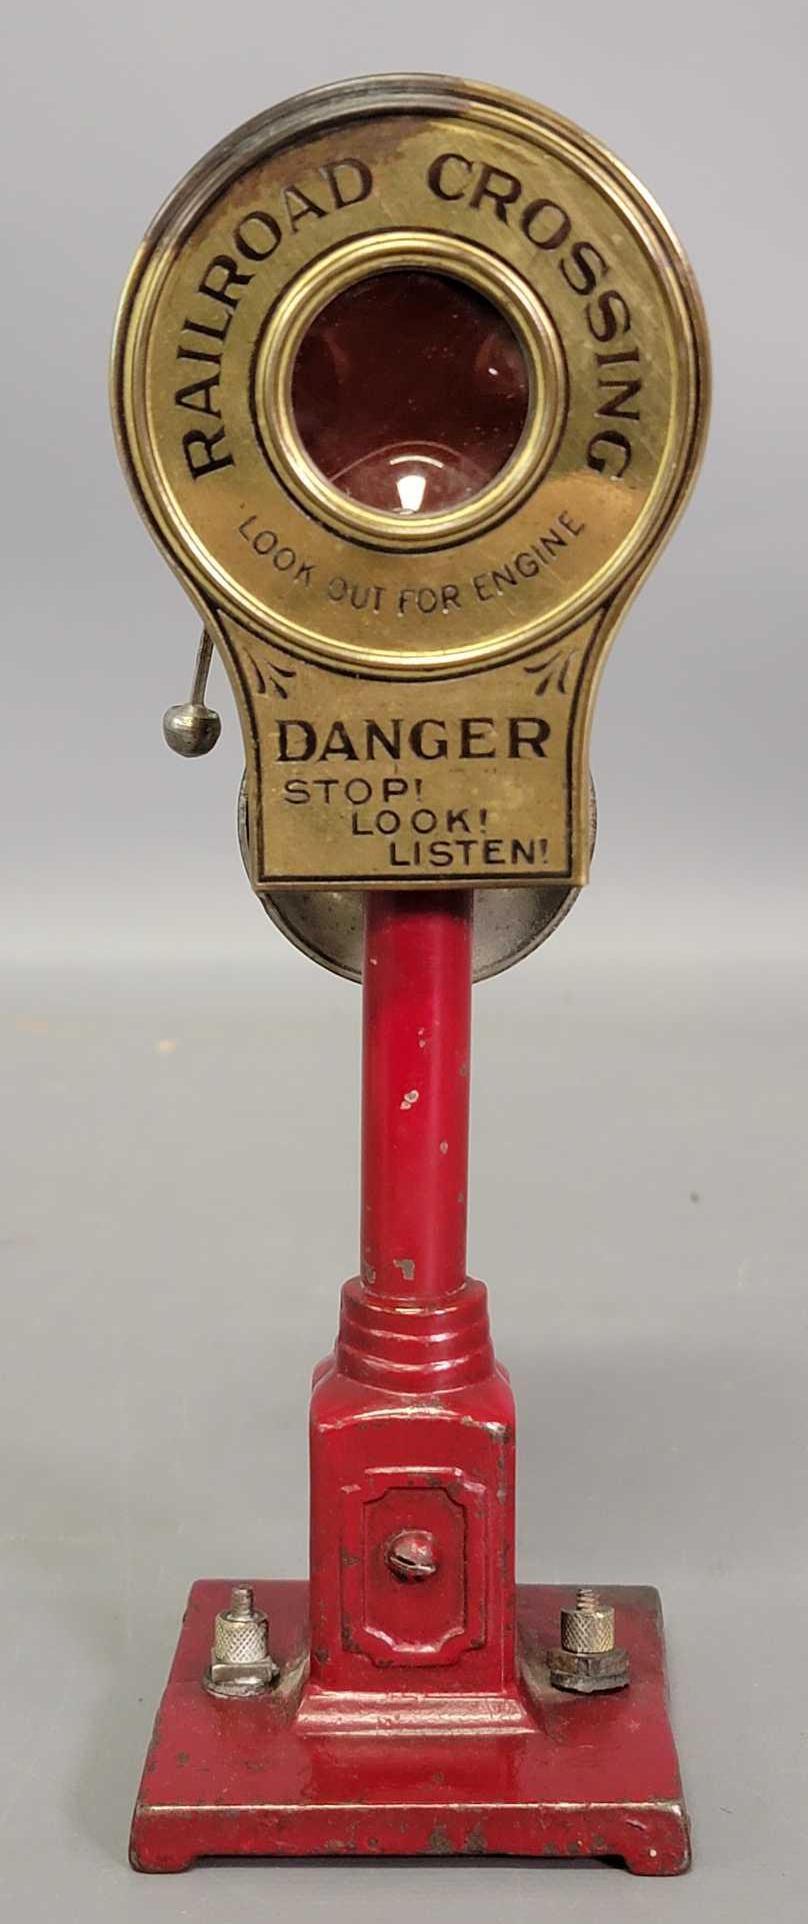 RAILROAD CROSSING
LOOK OUT FOR ENGINE
DANGER
STOP!
LOOK!
LISTEN!